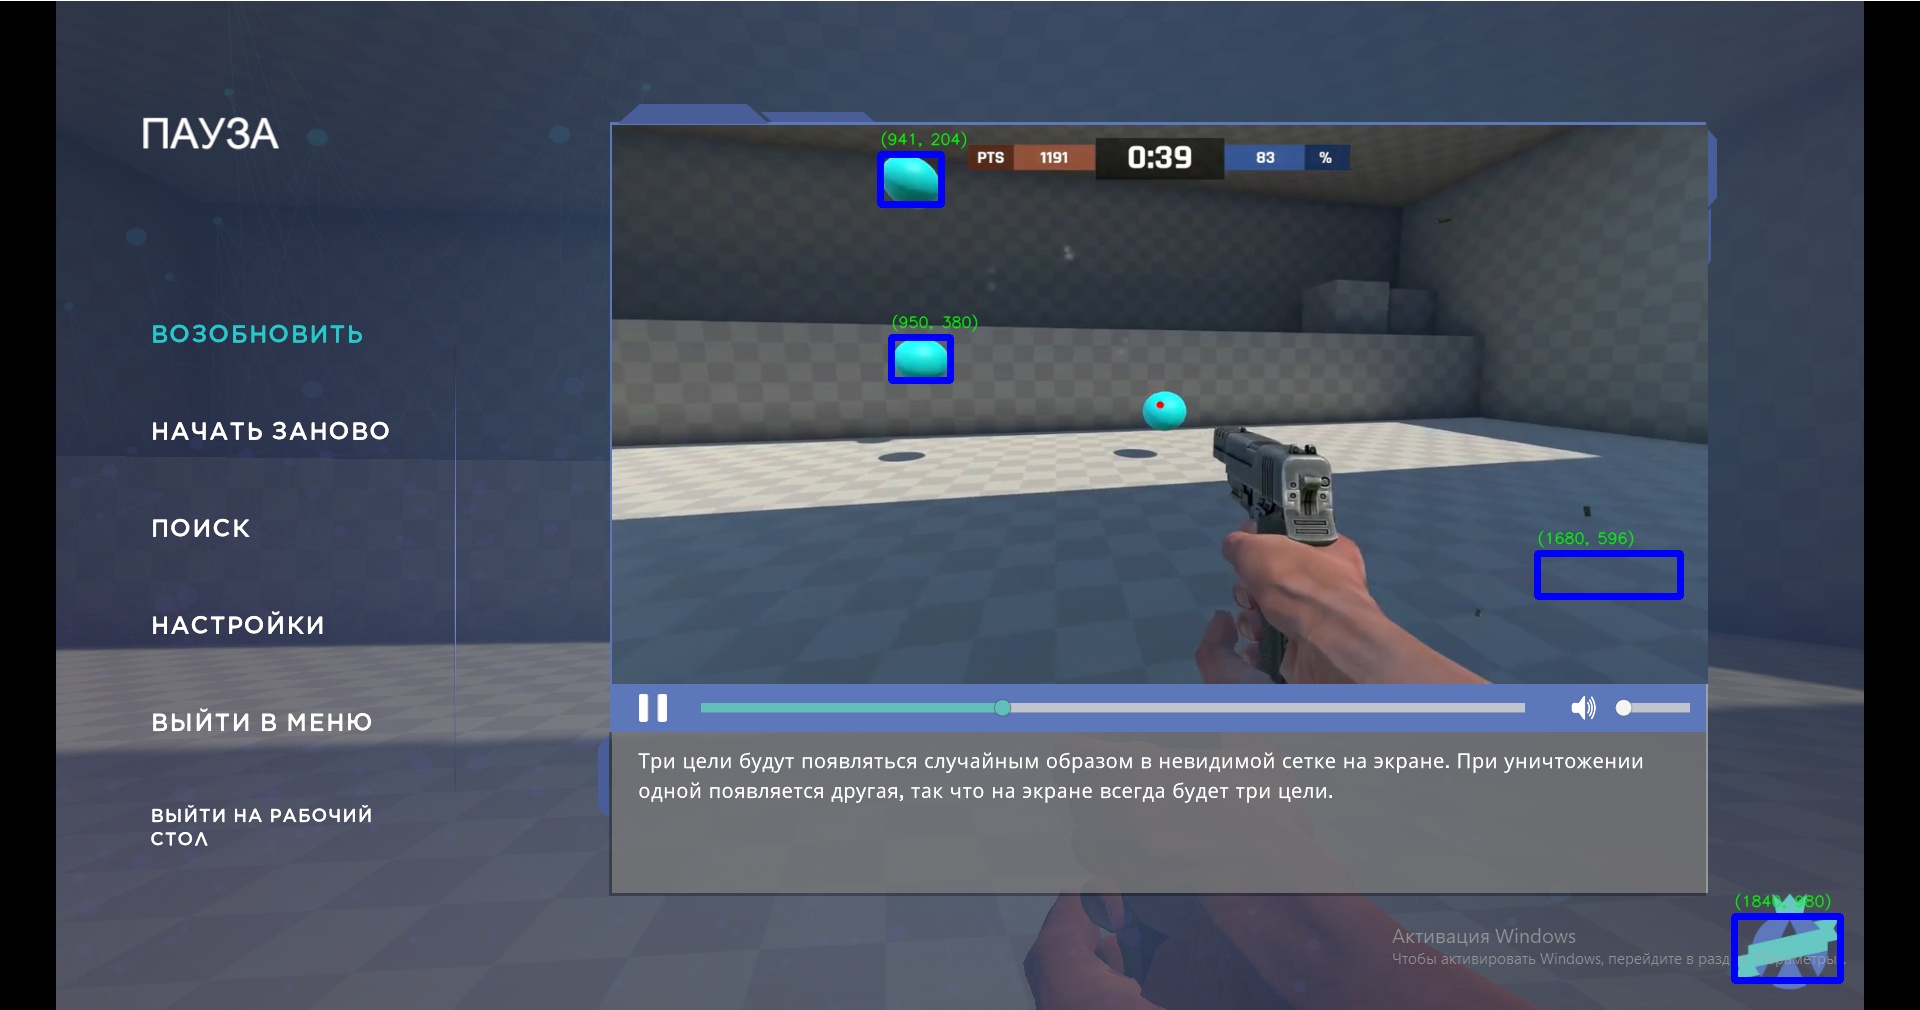 ПАУЗА
ВОЗОБНОВИТЬ
НАЧАТЬ ЗАНОВО
ПОИСК
НАСТРОЙКИ
ВЫЙТИ В МЕНЮ
ВЫЙТИ НА РАБОЧИЙ
СТОЛ
(941, 204)
PTS 1191 0:39 83 %
(950, 380)
(1680, 596)
Три цели будут появляться случайным образом в невидимой сетке на экране. При уничтожении
одной появляется другая, так что на экране всегда будет три цели.
(1840, 980)
Активация Windows
Чтобы активировать Windows, перейдите в разд